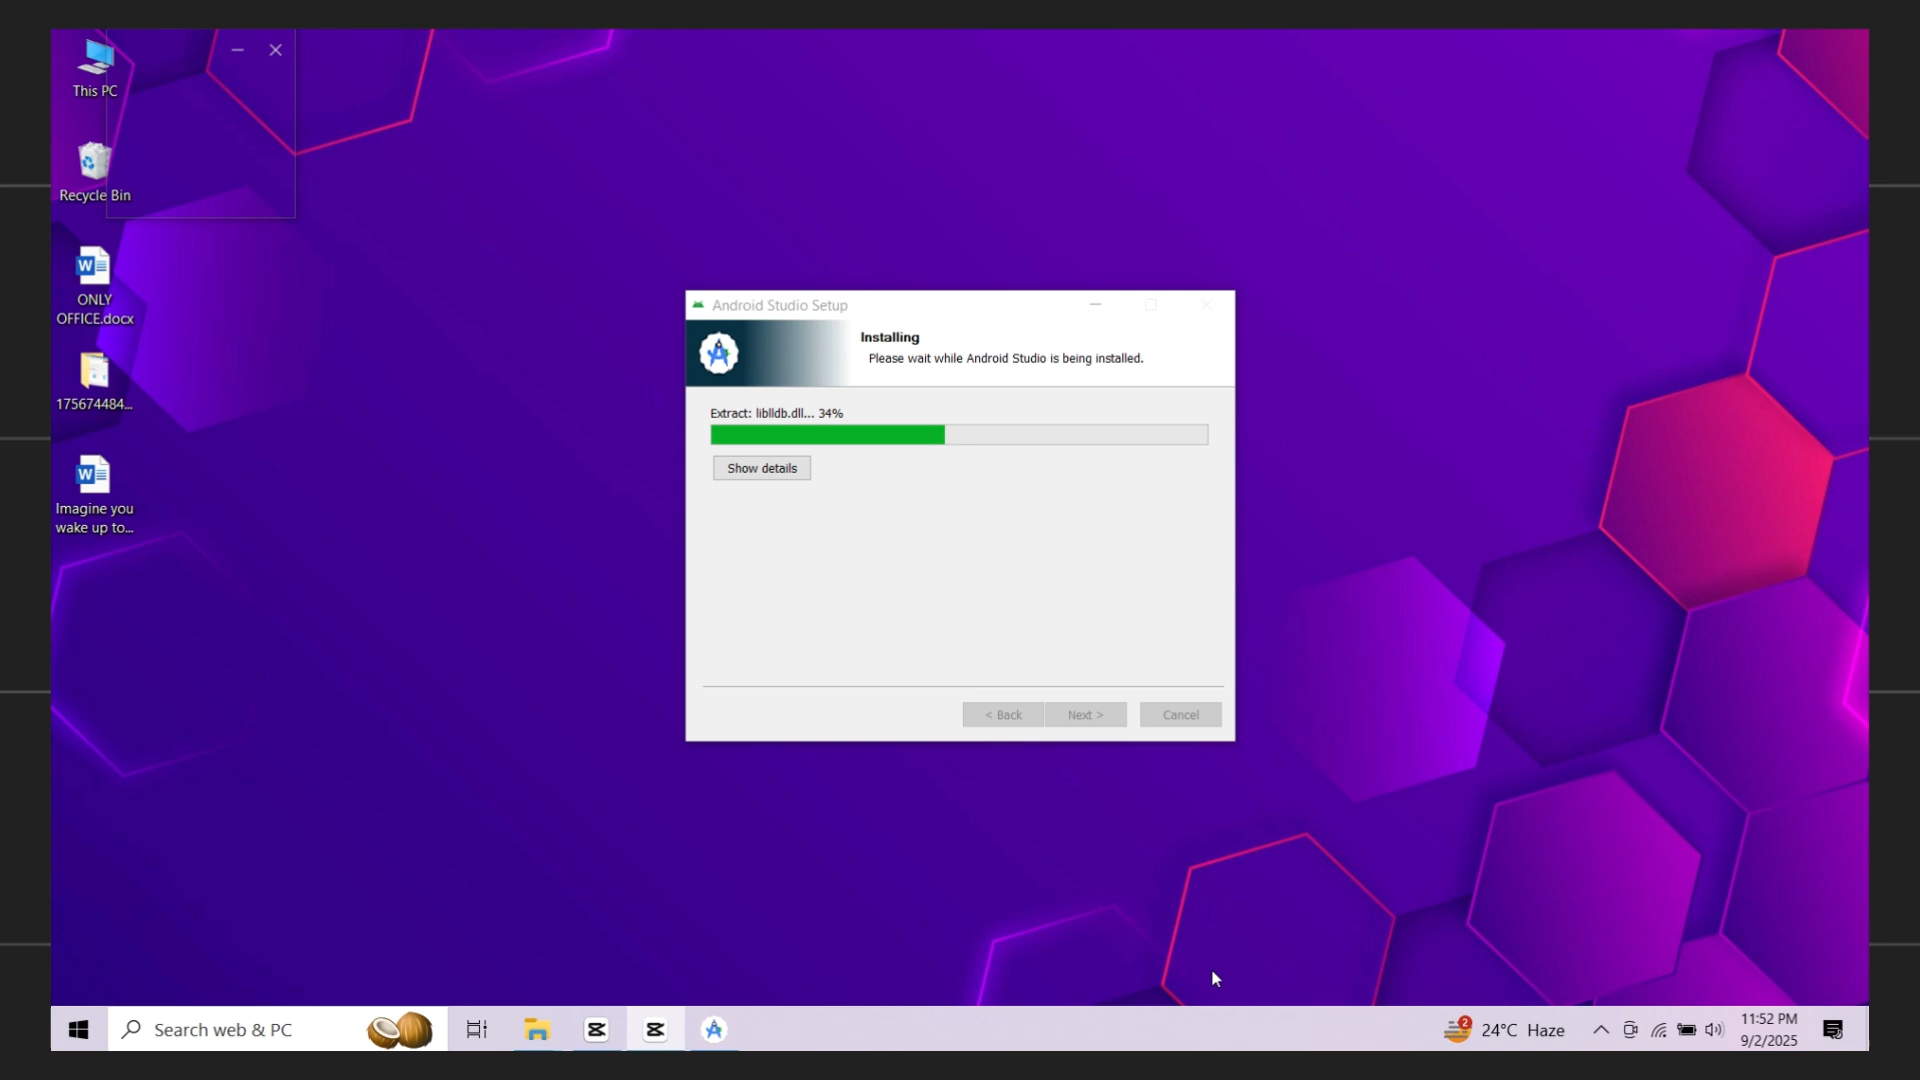 This PC
Recycle Bin
ONLY
OFFICE.docx
175674484...
Imagine you
wake up to...
Android Studio Setup
Installing
Please wait while Android Studio is being installed.
Extract: liblldb.dll... 34%
Show details
< Back
Next >
Cancel
Search web & PC
2
24°C Haze
11:52 PM
9/2/2025